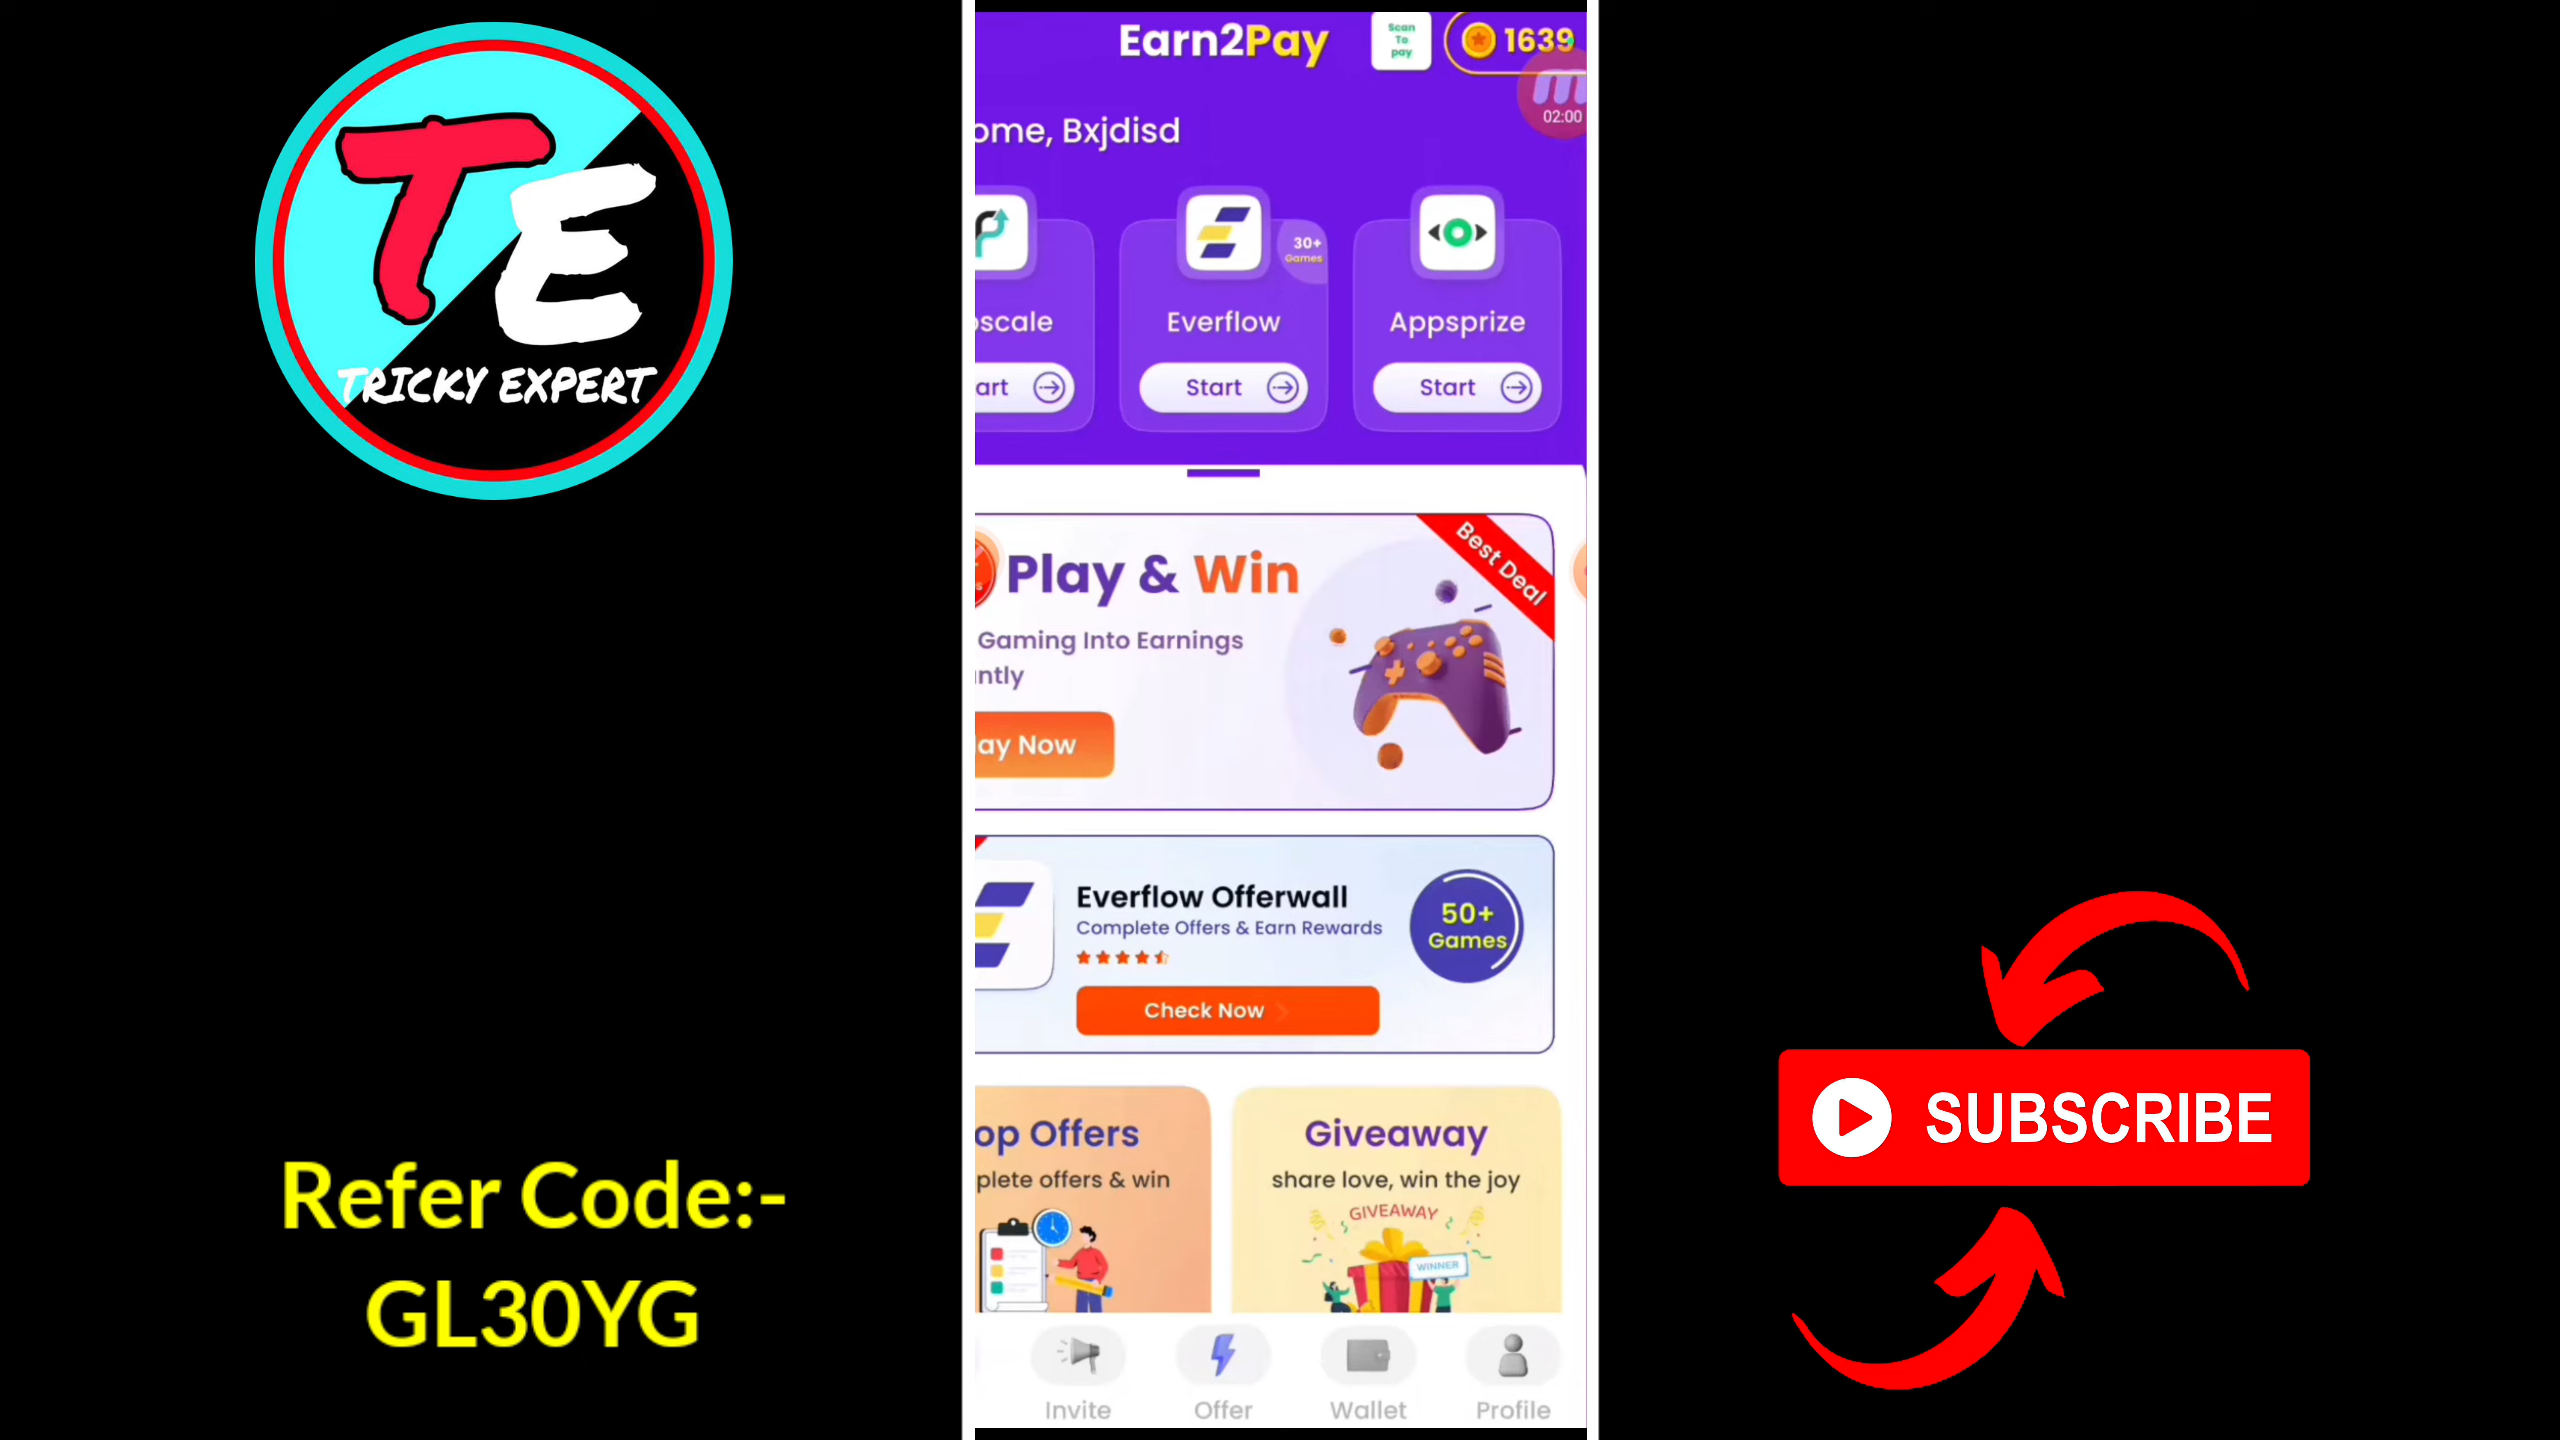 TE
TRICKY EXPERT
Refer Code:-
GL30YG
Earn2Pay
Scan
To
pay
1639
02:00
ome, Bxjdisd
scale
art
Everflow
30+
Games
Start
Appsprize
Start
Play & Win
Best Deal
Gaming Into Earnings
ntly
ay Now
Everflow Offerwall
Complete Offers & Earn Rewards
50+
Games
Check Now
op Offers
plete offers & win
Giveaway
share love, win the joy
GIVEAWAY
WINNER
Invite
Offer
Wallet
Profile
SUBSCRIBE